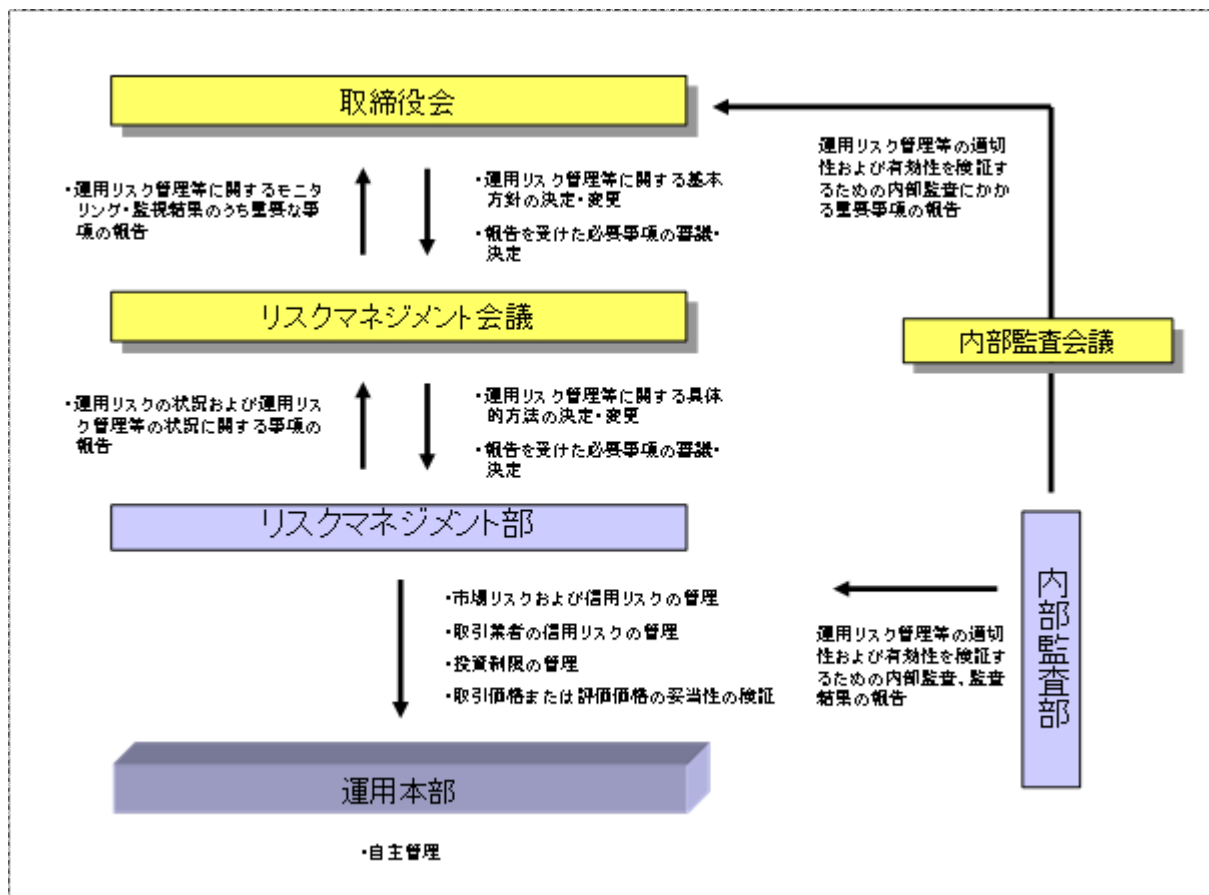 取締役会
・運用リスク管理等に関するモニ
タリング・監視結果のうち重要な事
項の報告
・運用リスク管理等に関する基本
方針の決定・変更
・報告を受けた必要事項の審議・
決定
運用リスク管理等の適切
性および有効性を検証す
るための内部監査にかか
る重要事項の報告
リスクマネジメント会議
内部監査会議
・運用リスクの状況および運用リス
ク管理等の状況に関する事項の
報告
・運用リスク管理等に関する具体
的方法の決定・変更
・報告を受けた必要事項の審議・
決定
リスクマネジメント部
内部監査部
・市場リスクおよび信用リスクの管理
・取引業者の信用リスクの管理
・投資制限の管理
・取引価格または評価価格の妥当性の検証
運用リスク管理等の適切
性および有効性を検証す
るための内部監査、監査
結果の報告
運用本部
・自主管理